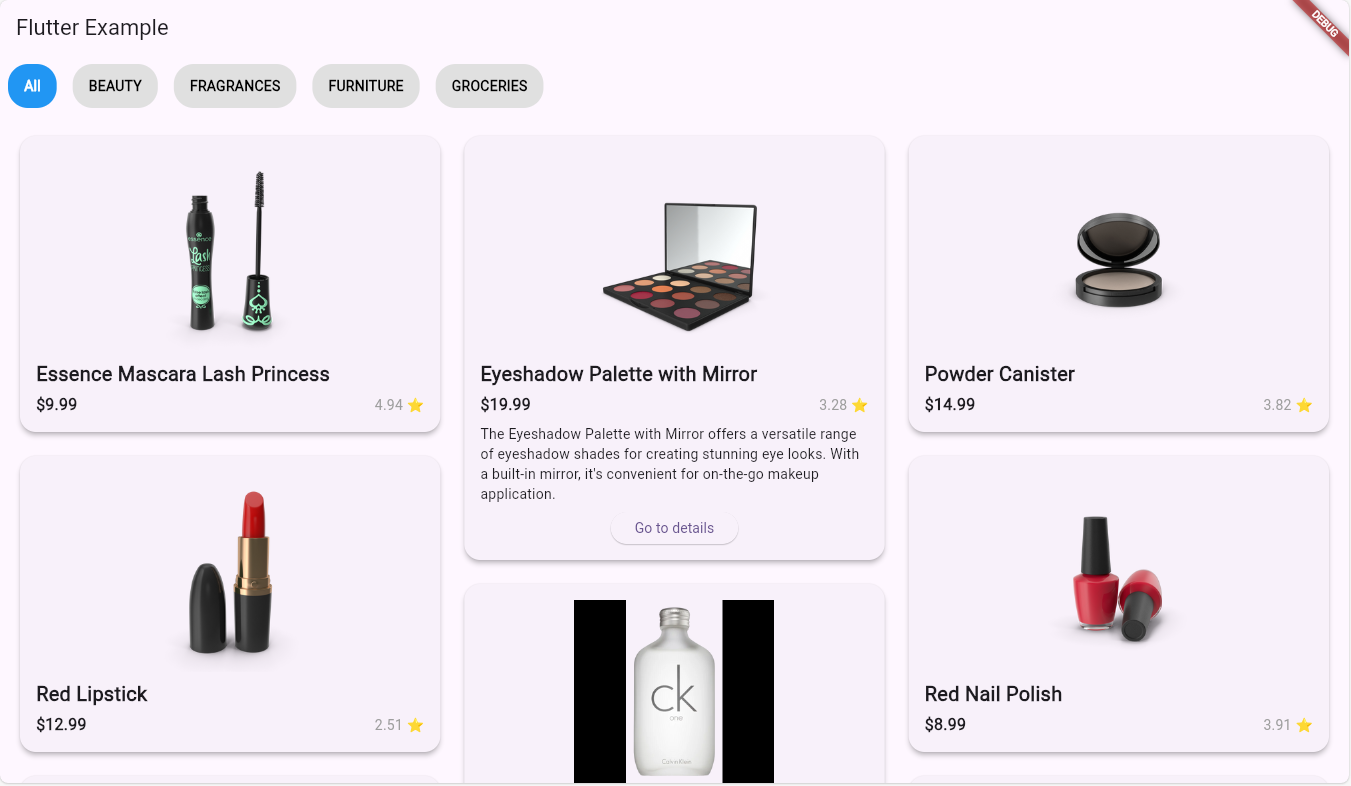 Flutter Example
DEBUG
All
BEAUTY
FRAGRANCES
FURNITURE
GROCERIES
essence
Lash
PRINCESS
Essence Mascara Lash Princess
$9.99
4.94 ⭐
Eyeshadow Palette with Mirror
$19.99
3.28 ⭐
The Eyeshadow Palette with Mirror offers a versatile range
of eyeshadow shades for creating stunning eye looks. With
a built-in mirror, it's convenient for on-the-go makeup
application.
Go to details
Powder Canister
$14.99
3.82 ⭐
Red Lipstick
$12.99
2.51 ⭐
ck
one
Calvin Klein
Red Nail Polish
$8.99
3.91 ⭐